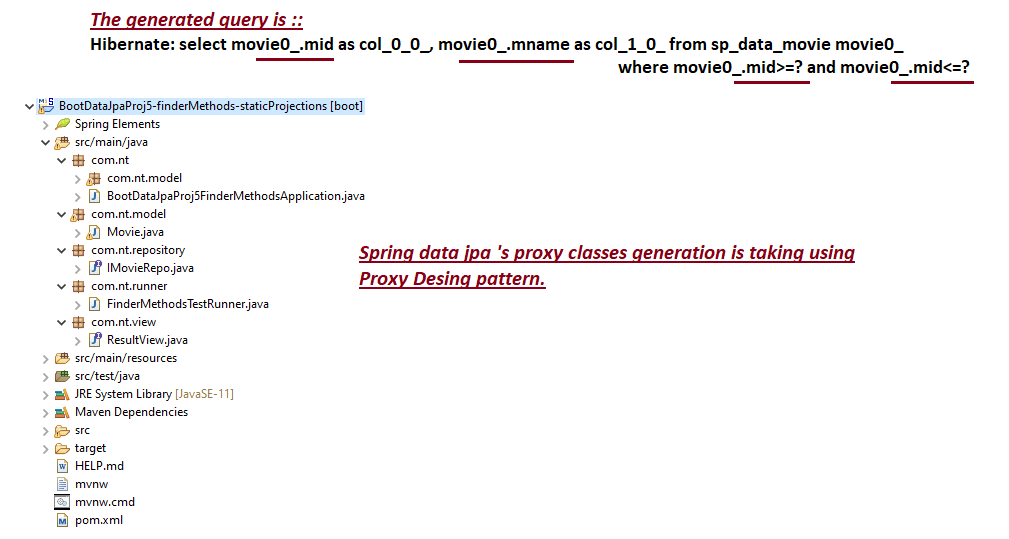 The generated query is ::
Hibernate: select movie0_.mid as col_0_0_, movie0_.mname as col_1_0_ from sp_data_movie movie0_
where movie0_.mid>=? and movie0_.mid<=?
BootDataJpaProj5-finderMethods-staticProjections [boot]
Spring Elements
src/main/java
com.nt
com.nt.model
BootDataJpaProj5FinderMethodsApplication.java
com.nt.model
Movie.java
com.nt.repository
IMovieRepo.java
com.nt.runner
FinderMethodsTestRunner.java
com.nt.view
ResultView.java
src/main/resources
src/test/java
JRE System Library [JavaSE-11]
Maven Dependencies
src
target
HELP.md
mvnw
mvnw.cmd
pom.xml
Spring data jpa 's proxy classes generation is taking using
Proxy Desing pattern.